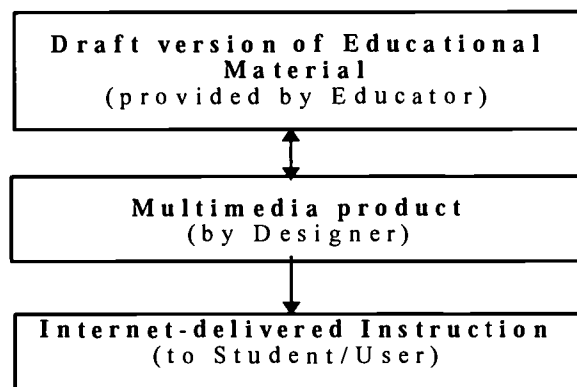 Draft version of Educational
Material
(provided by Educator)
Multimedia product
(by Designer)
Internet-delivered Instruction
(to Student/User)